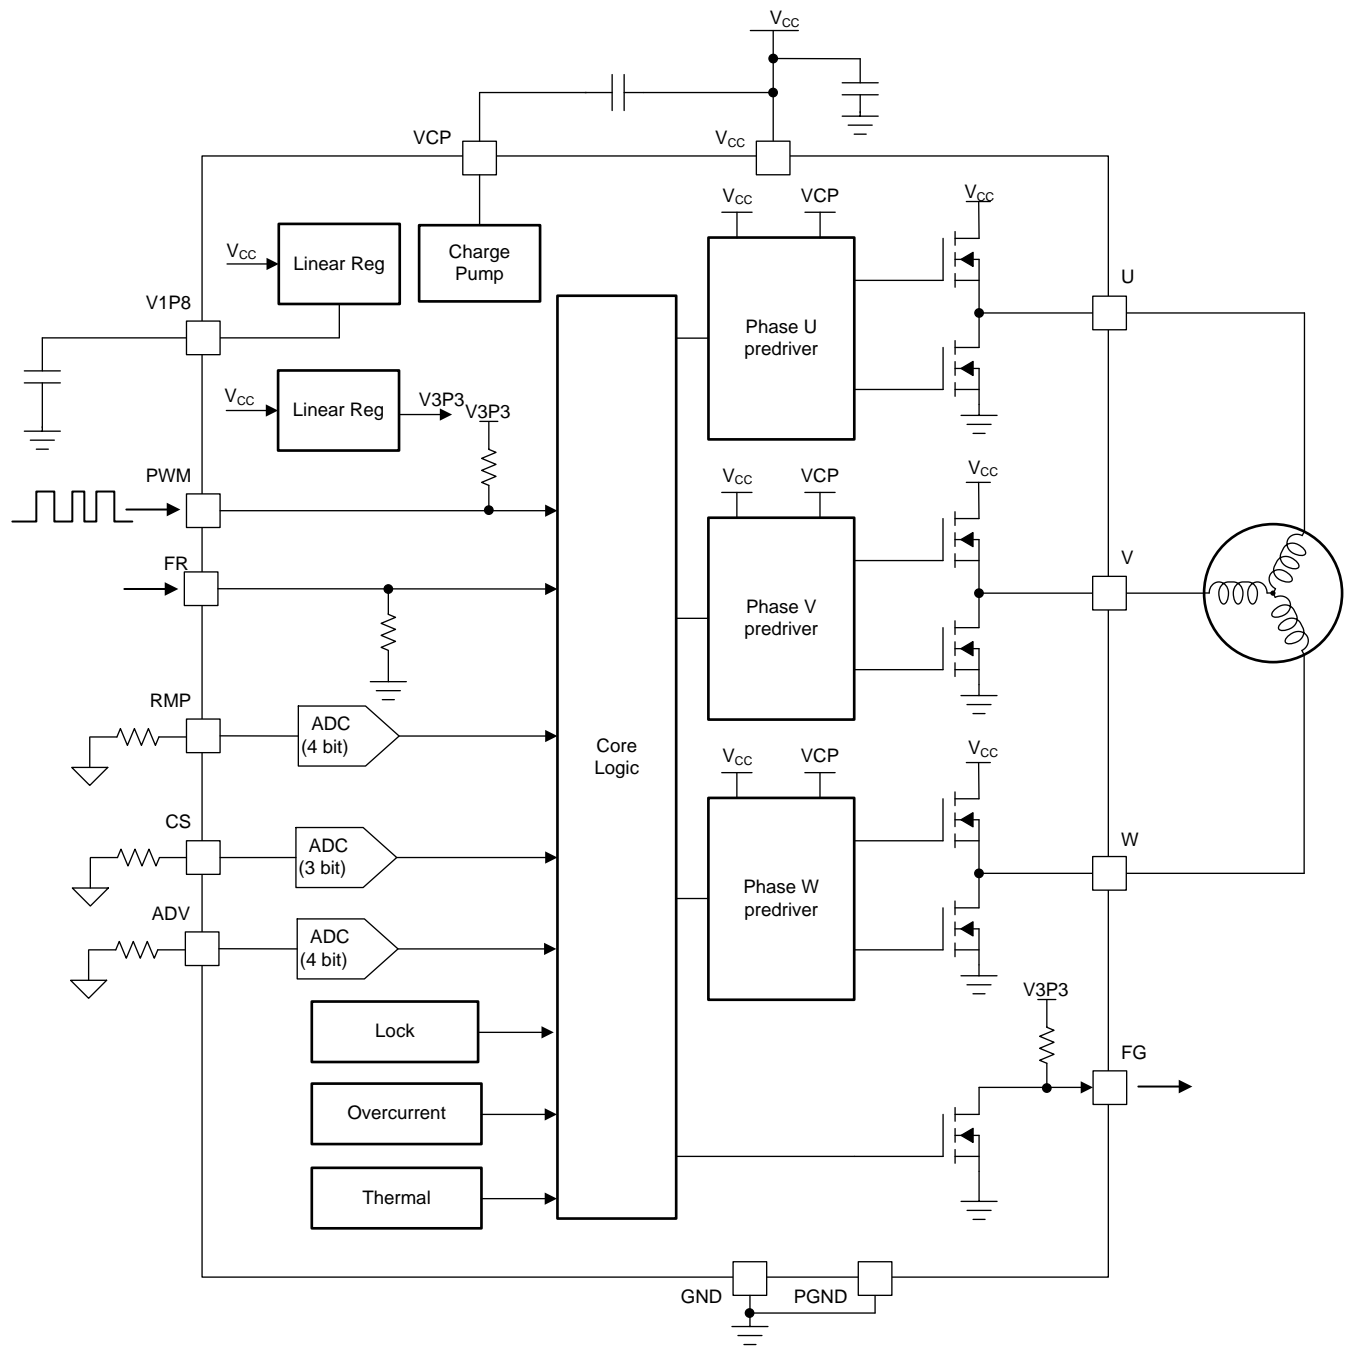 VCC
VCP
VCC
VCC
Linear Reg
Charge
Pump
VCC
VCP
VCC
V1P8
Phase U
predriver
U
VCC
Linear Reg
V3P3
V3P3
PWM
VCC
VCP
VCC
FR
Phase V
predriver
V
RMP
ADC
(4 bit)
Core
Logic
VCC
VCP
VCC
CS
ADC
(3 bit)
Phase W
predriver
W
ADV
ADC
(4 bit)
V3P3
Lock
FG
Overcurrent
Thermal
GND
PGND